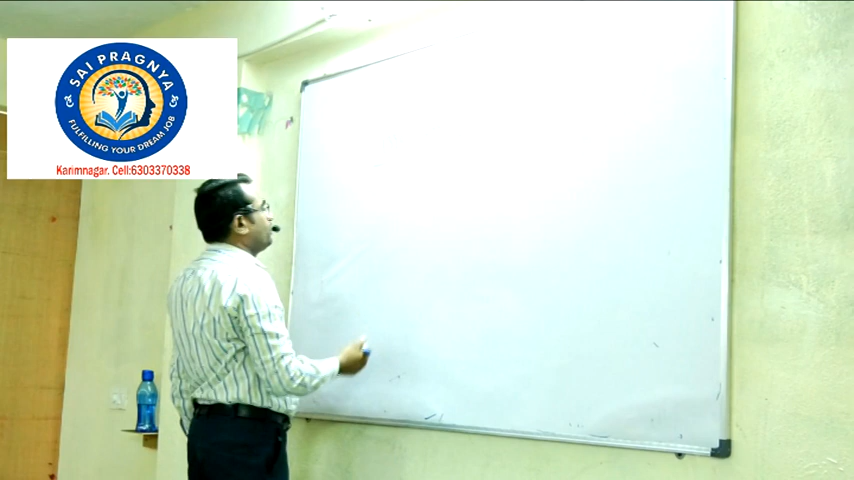 SAI PRAGNYA
FULFILLING YOUR DREAM JOB
Karimnagar. Cell:6303370338